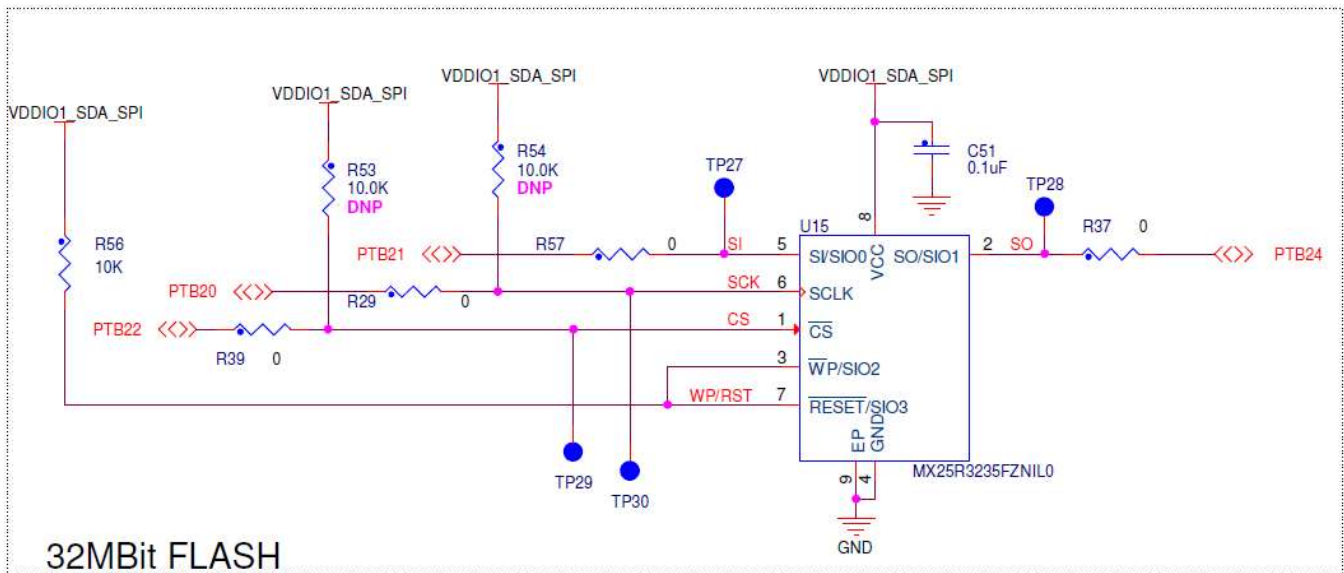 VDDIO1_SDA_SPI
VDDIO1_SDA_SPI
VDDIO1_SDA_SPI
VDDIO1_SDA_SPI
R53
10.0K
DNP
R54
10.0K
DNP
TP27
C51
0.1uF
TP28
R56
10K
U15
8
PTB21
R57
0
SI
5
SI/SIO0
VCC
SO/SIO1
2
SO
R37
0
PTB24
PTB20
R29
0
SCK
6
SCLK
PTB22
R39
0
CS
1
CS
3
WP/SIO2
WP/RST
7
RESET/SIO3
EP
GND
9
4
MX25R3235FZNIL0
TP29
TP30
GND
32MBit FLASH